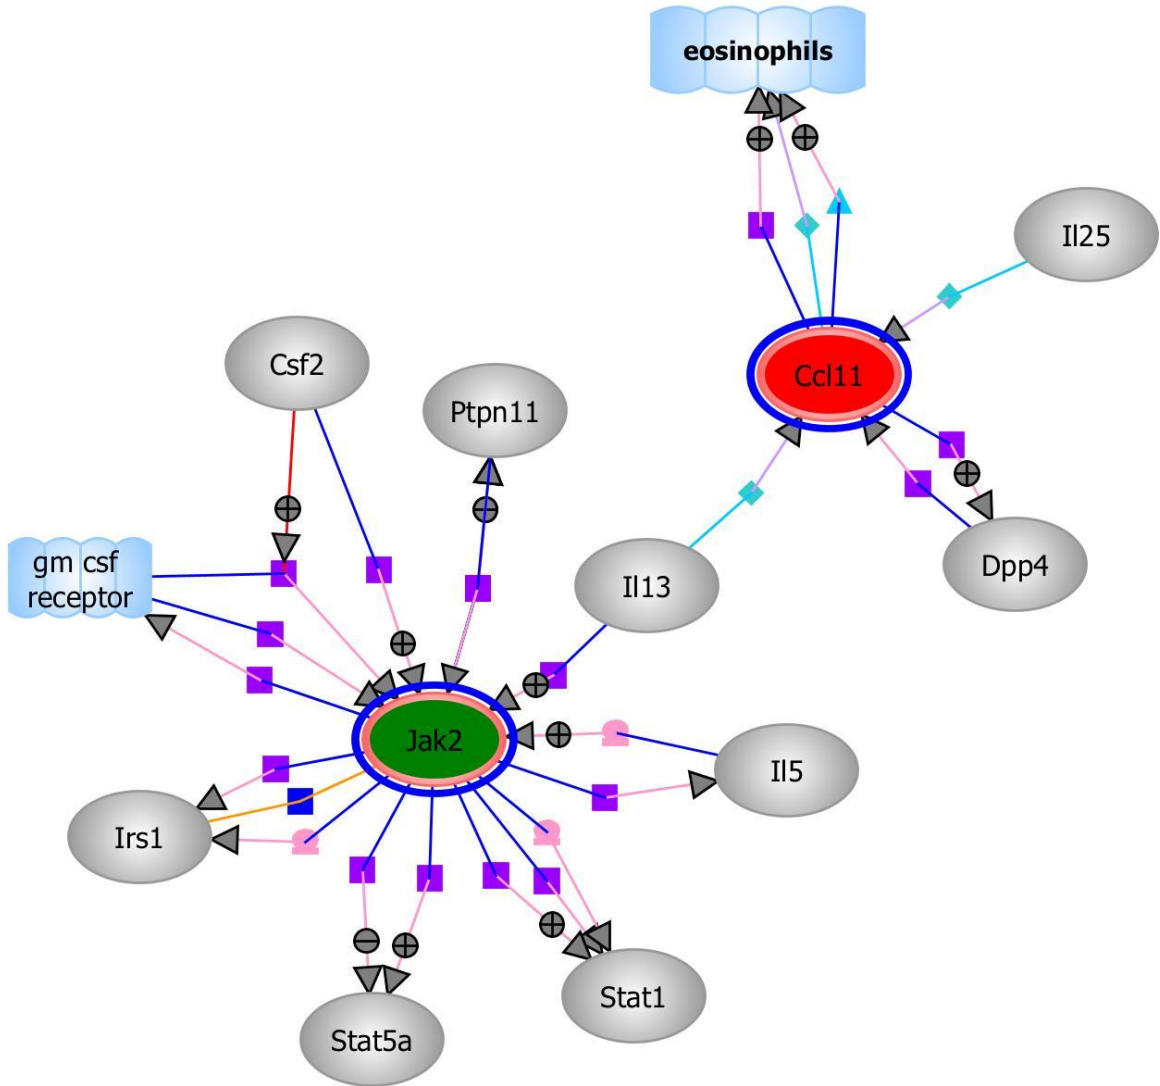 eosinophils
Il25
Csf2
Ccl11
Ptpn11
gm csf
receptor
Il13
Dpp4
Jak2
Il5
Irs1
Stat1
Stat5a